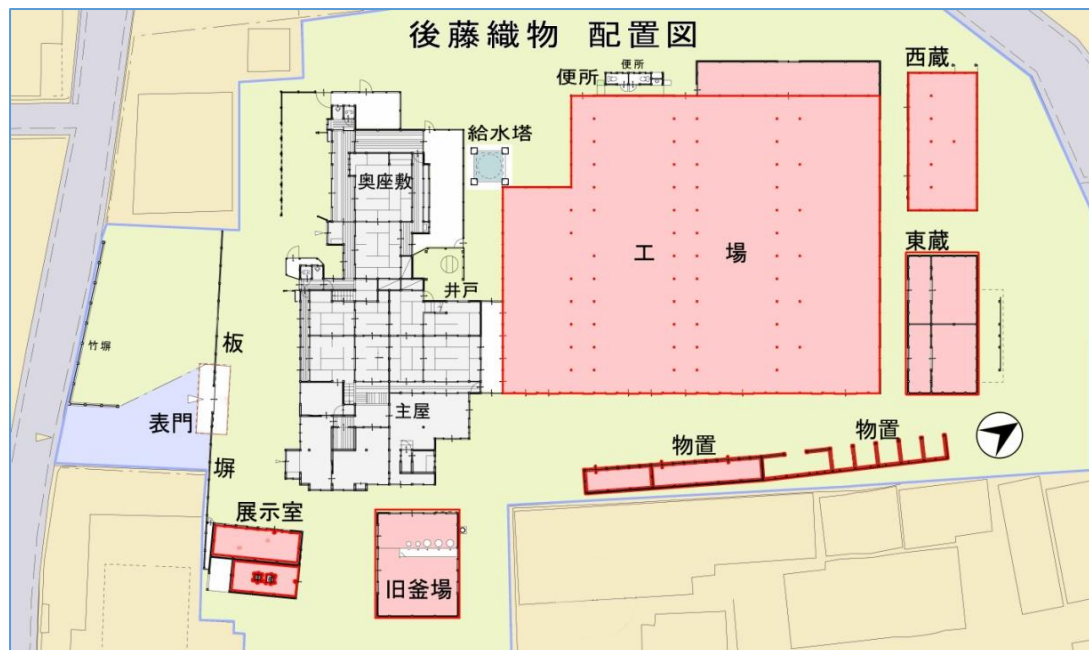 後藤織物 配置図
便所
便所
西蔵
給水塔
奥座敷
工場
東蔵
井戸
竹塀
板塀
表門
主屋
物置
物置
展示室
旧釜場